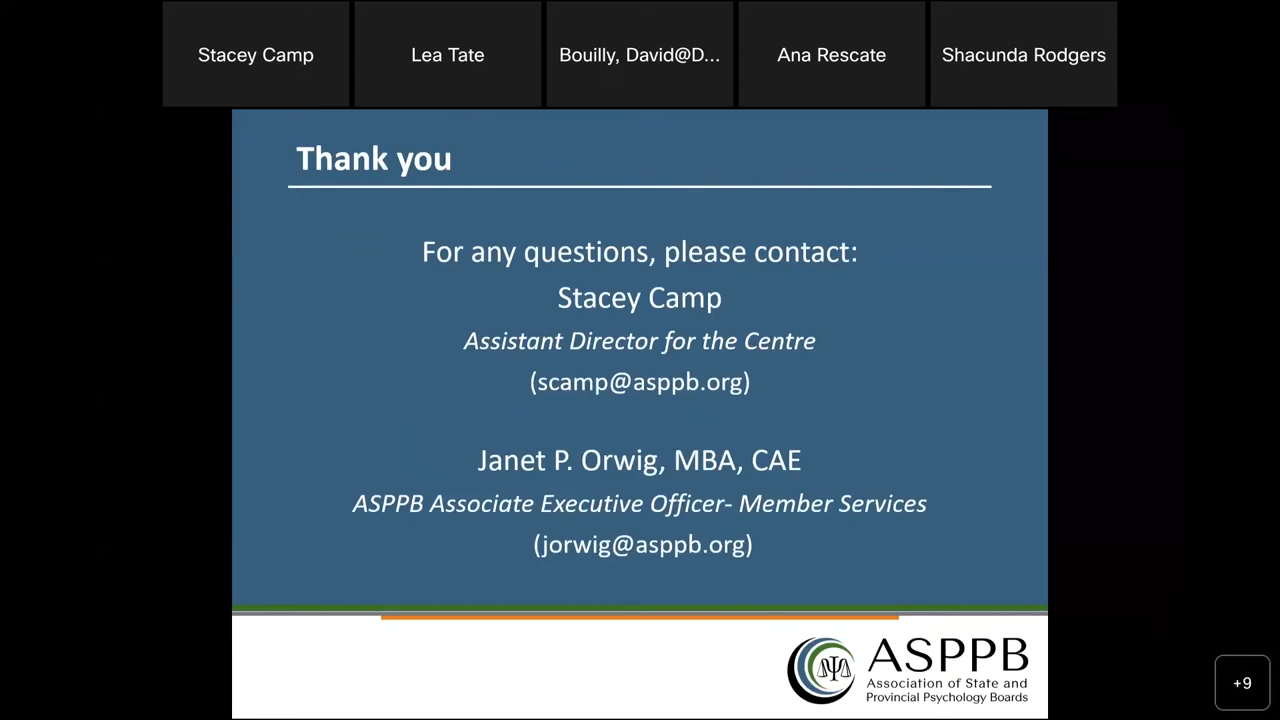 Stacey Camp
Lea Tate
Bouilly, David@D...
Ana Rescate
Shacunda Rodgers
Thank you
For any questions, please contact:
Stacey Camp
Assistant Director for the Centre
(scamp@asppb.org)
Janet P. Orwig, MBA, CAE
ASPPB Associate Executive Officer- Member Services
(jorwig@asppb.org)
ASPPB
Association of State and
Provincial Psychology Boards
+9